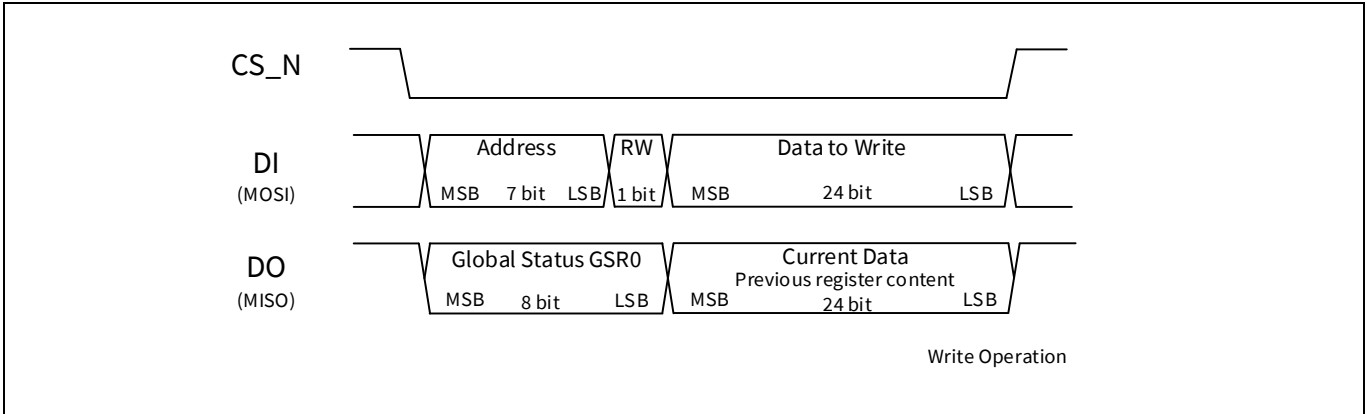 CS_N
DI
(MOSI)
Address
RW
Data to Write
MSB 7 bit LSB
1 bit
MSB 24 bit LSB
DO
(MISO)
Global Status GSR0
Current Data
Previous register content
MSB 8 bit LSB
MSB 24 bit LSB
Write Operation